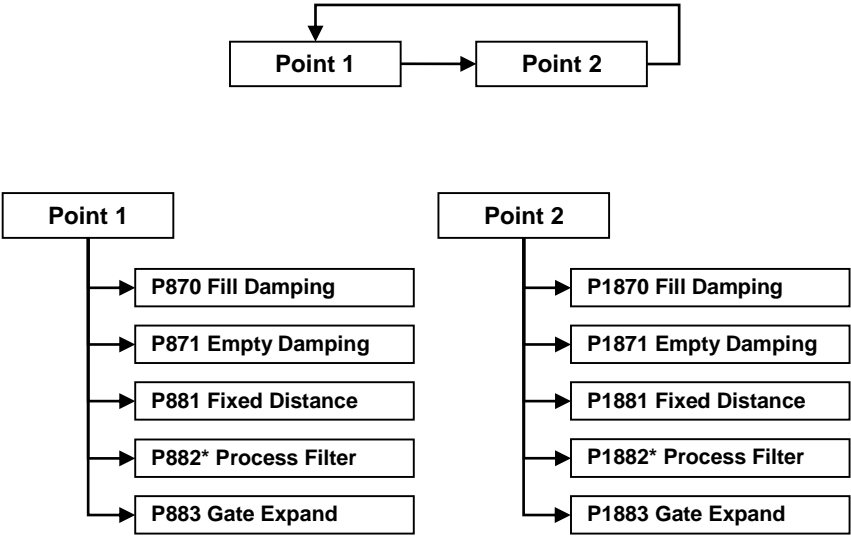 Point 1
Point 2
Point 1
P870 Fill Damping
P871 Empty Damping
P881 Fixed Distance
P882* Process Filter
P883 Gate Expand
Point 2
P1870 Fill Damping
P1871 Empty Damping
P1881 Fixed Distance
P1882* Process Filter
P1883 Gate Expand